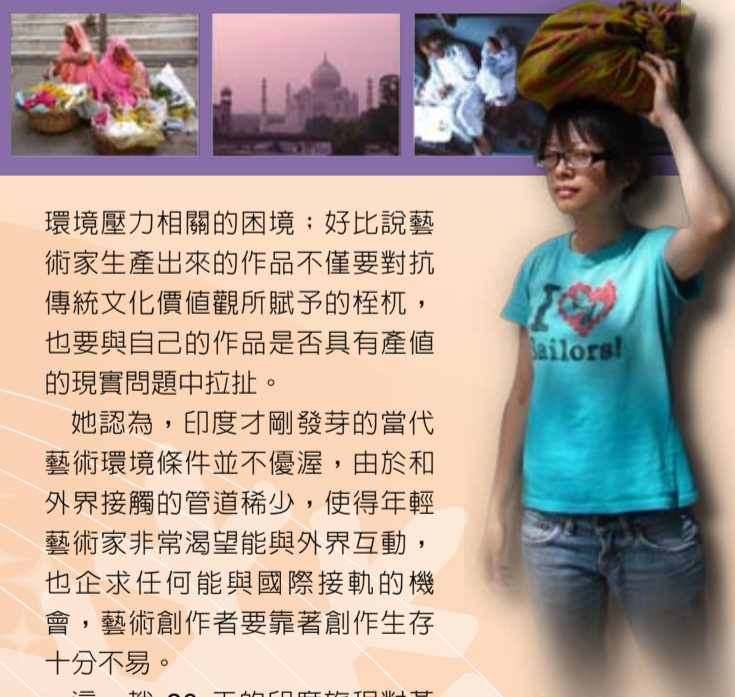 環境壓力相關的困境；好比說藝
術家生產出來的作品不僅要對抗
傳統文化價值觀所賦予的桎梏，
也要與自己的作品是否具有產值
的現實問題中拉扯。
她認為，印度才剛發芽的當代
藝術環境條件並不優渥，由於和
外界接觸的管道稀少，使得年輕
藝術家非常渴望能與外界互動，
也企求任何能與國際接軌的機
會，藝術創作者要靠著創作生存
十分不易。
I
Sailors!